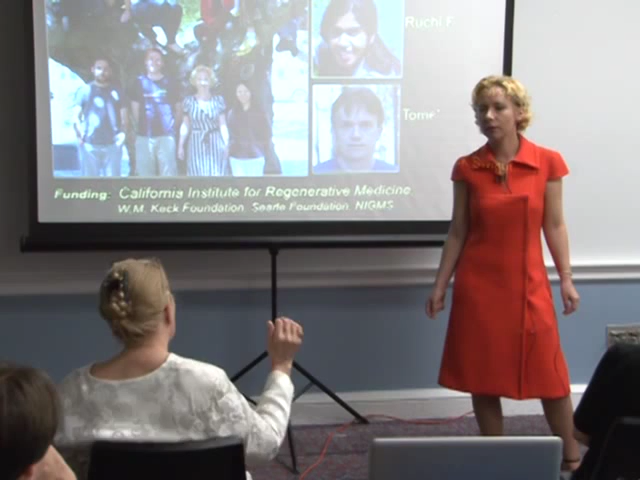 Ruchi F
Tome
Funding: California Institute for Regenerative Medicine
W.M. Keck Foundation, Searle Foundation, NIGMS